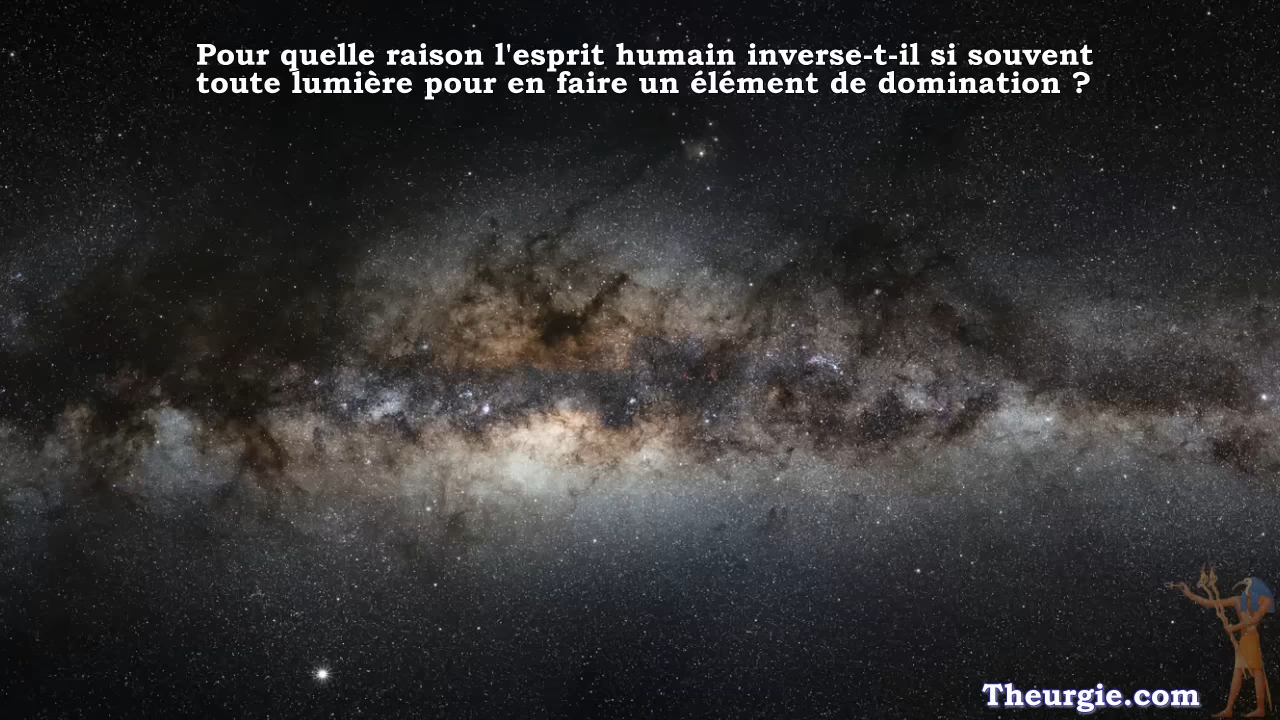 Pour quelle raison l'esprit humain inverse-t-il si souvent
toute lumière pour en faire un élément de domination ?
Theurgie.com